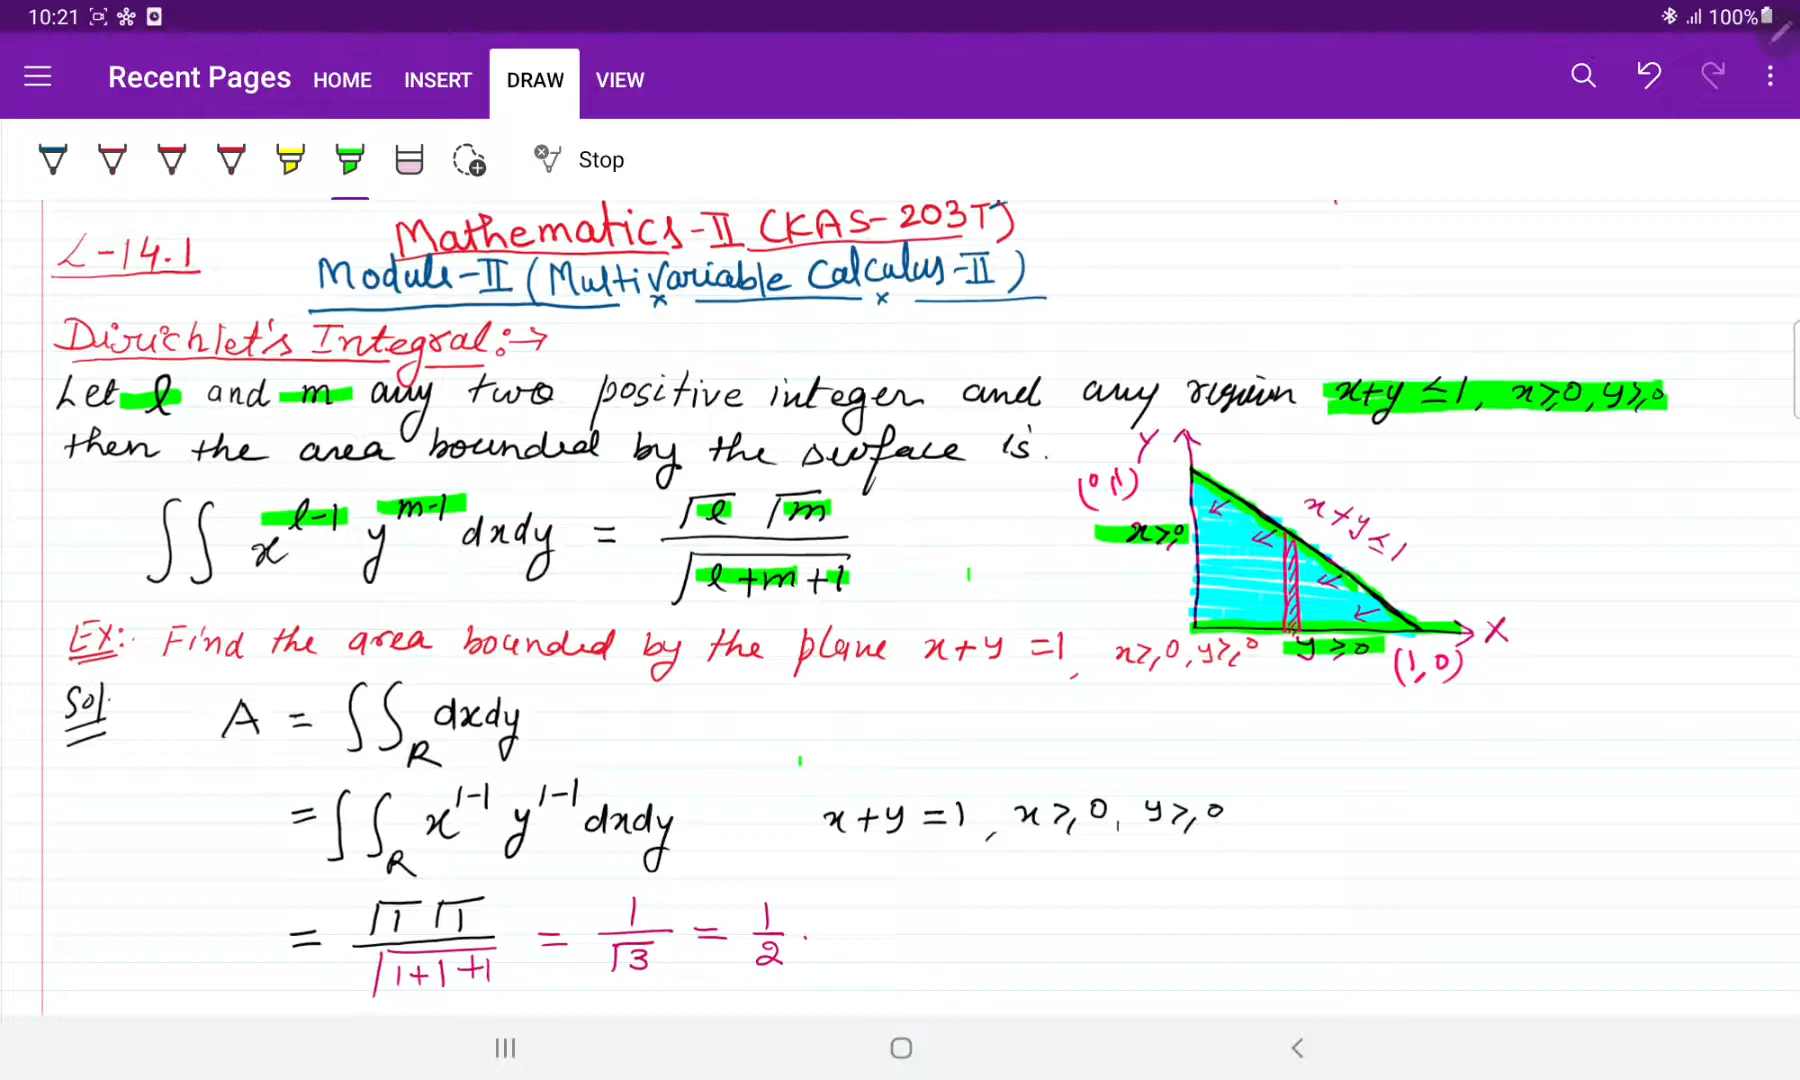 10:21 100%
Recent Pages HOME INSERT DRAW VIEW
Stop
L-14.1 Mathematics-II (KAS-203T)
Module-II (Multivariable Calculus-II)
Dirichlet's Integral:→
Let l and m any two positive integer and any region x+y ≤ 1, x≥0, y≥0
then the area bounded by the surface is.
∬ x^{l-1} y^{m-1} dxdy = Γl Γm / Γ(l+m+1)
Y
(0,1)
x≥0
x+y≤1
X
y≥0
(1,0)
EX:. Find the area bounded by the plane x+y=1, x≥0, y≥0
Sol. A = ∬_R dxdy
= ∬_R x^{1-1} y^{1-1} dxdy x+y=1, x≥0, y≥0
= Γ1 Γ1 / Γ(1+1+1) = 1/Γ3 = 1/2.